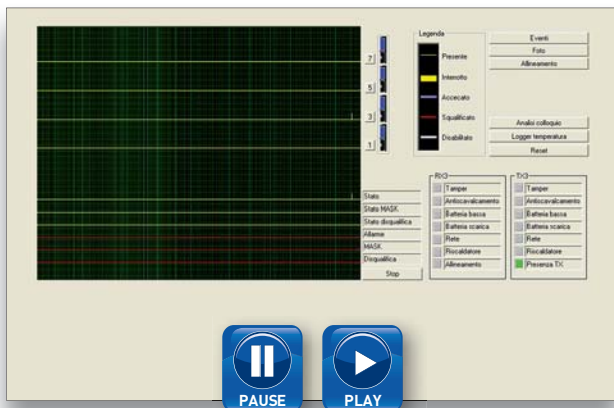 7
5
3
1
Legenda
Presente
Interrotto
Accecato
Squalificato
Disabilitato
Eventi
Foto
Allineamento
Analisi colloquio
Logger temperatura
Reset
Stato
Stato MASK
Stato disqualifica
Allarme
MASK
Disqualifica
Stop
RX3
Tamper
Antiscavalcamento
Batteria bassa
Batteria scarica
Rete
Riscaldatore
Allineamento
TX3
Tamper
Antiscavalcamento
Batteria bassa
Batteria scarica
Rete
Riscaldatore
Presenza TX
PAUSE
PLAY